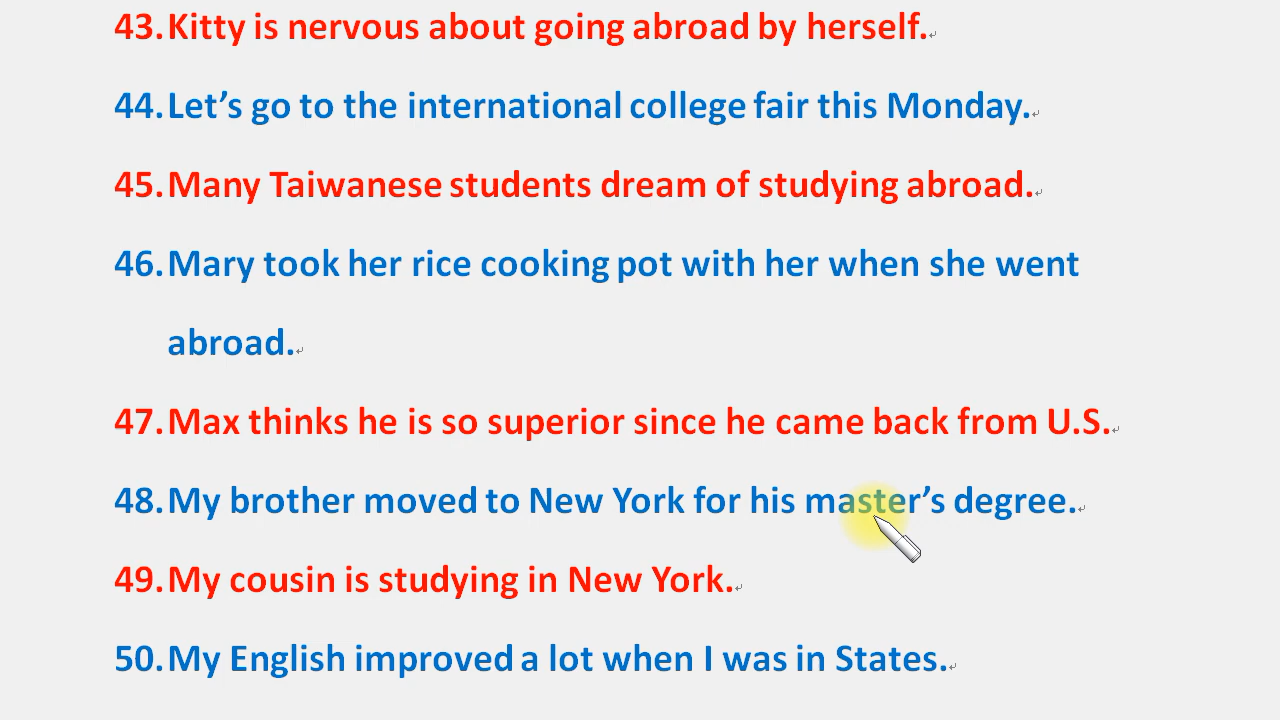 43. Kitty is nervous about going abroad by herself.
44. Let’s go to the international college fair this Monday.
45. Many Taiwanese students dream of studying abroad.
46. Mary took her rice cooking pot with her when she went
abroad.
47. Max thinks he is so superior since he came back from U.S.
48. My brother moved to New York for his master’s degree.
49. My cousin is studying in New York.
50. My English improved a lot when I was in States.